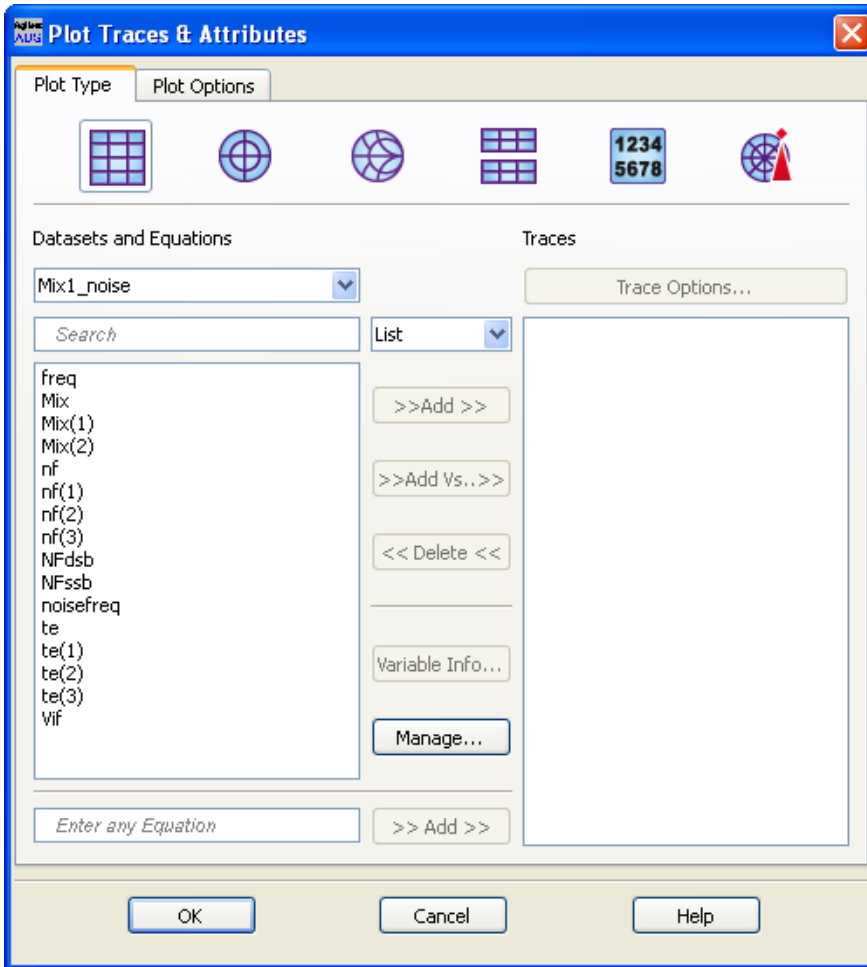 Agilent
ADS
Plot Traces & Attributes
Plot Type
Plot Options
1234
5678
Datasets and Equations
Traces
Mix1_noise
Trace Options...
Search
List
freq
Mix
Mix(1)
Mix(2)
nf
nf(1)
nf(2)
nf(3)
NFdsb
NFssb
noisefreq
te
te(1)
te(2)
te(3)
Vif
>>Add >>
>>Add Vs..>>
<< Delete <<
Variable Info...
Manage...
Enter any Equation
>> Add >>
OK
Cancel
Help